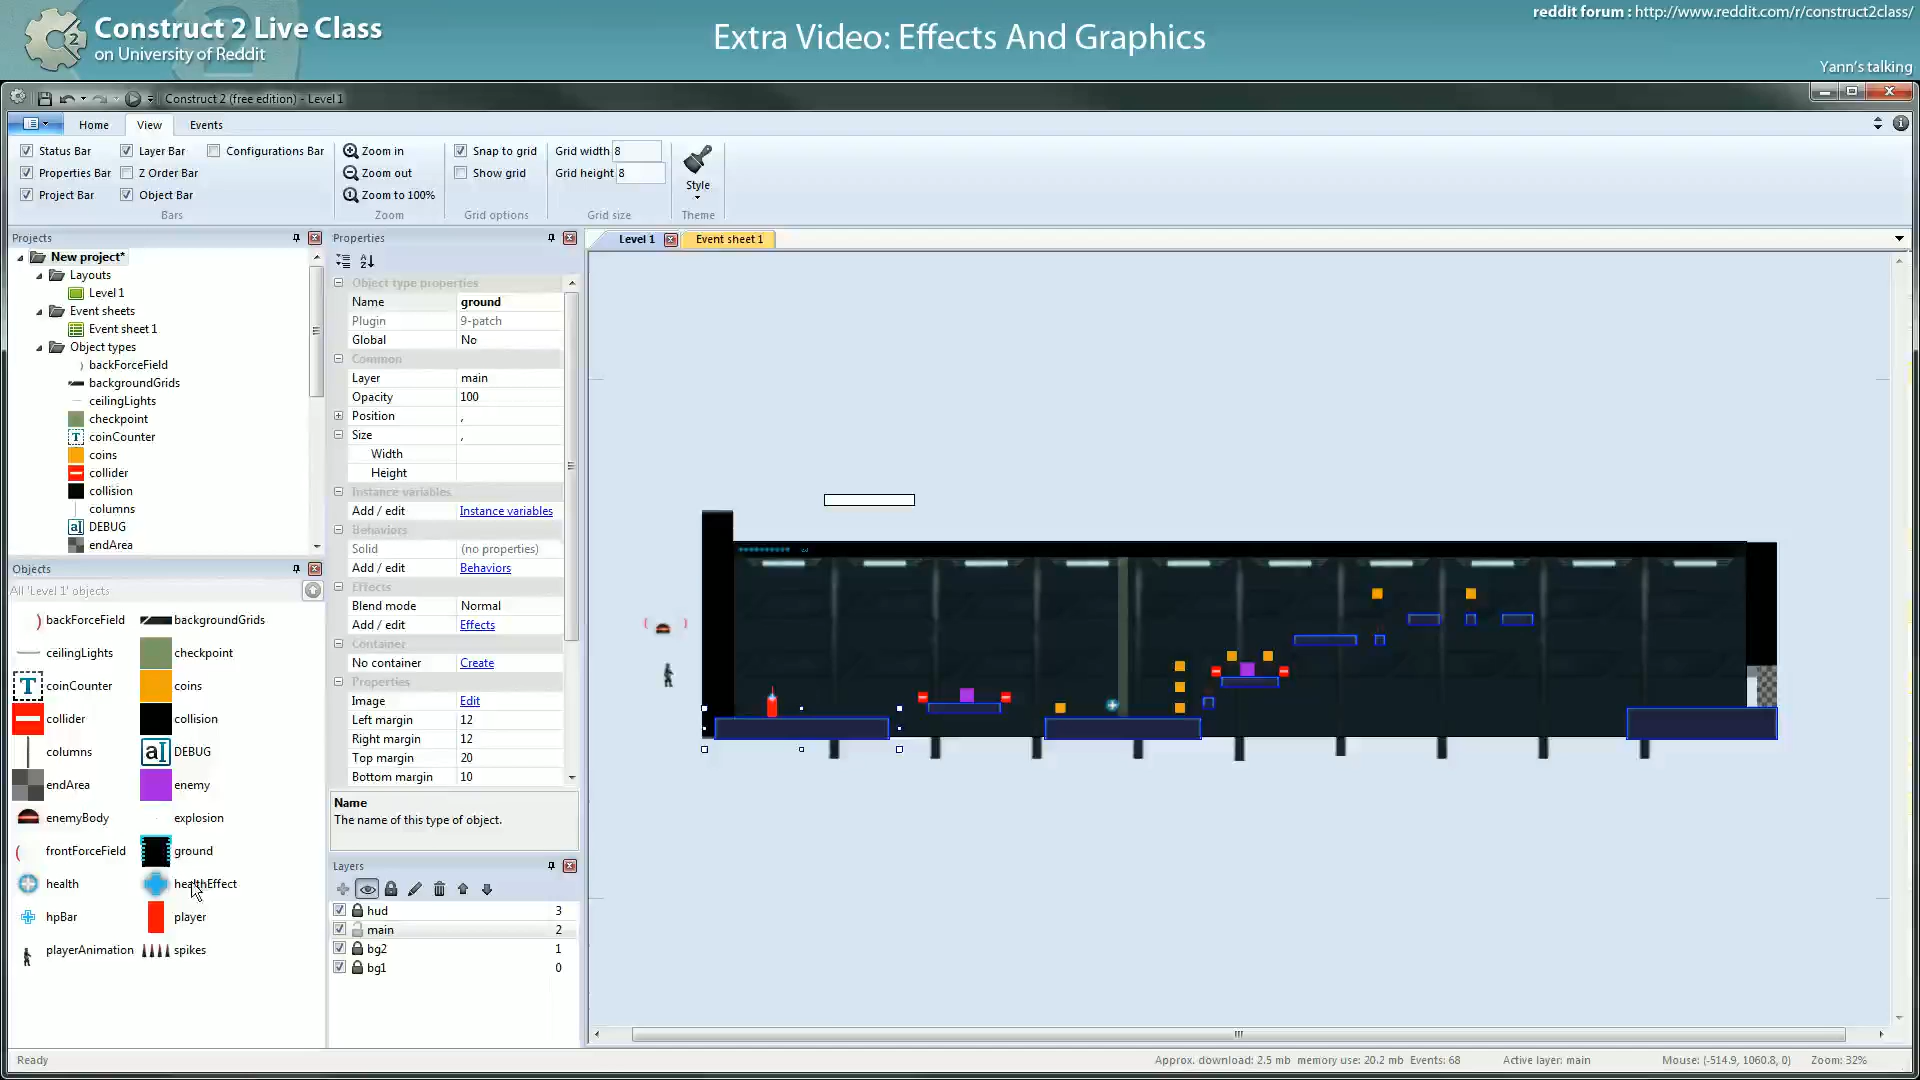 Construct 2 Live Class
on University of Reddit
Extra Video: Effects And Graphics
reddit forum : http://www.reddit.com/r/construct2class/
Yann's talking
Construct 2 (free edition) - Level 1
Home View Events
Status Bar Layer Bar Configurations Bar Zoom in Snap to grid Grid width 8
Properties Bar Z Order Bar Zoom out Show grid Grid height 8
Project Bar Object Bar Zoom to 100% Style
Bars Zoom Grid options Grid size Theme
Projects
New project*
Layouts
Level 1
Event sheets
Event sheet 1
Object types
backForceField
backgroundGrids
ceilingLights
checkpoint
T coinCounter
coins
collider
collision
columns
aI DEBUG
endArea
Objects
All 'Level 1' objects
backForceField backgroundGrids
ceilingLights checkpoint
T coinCounter coins
collider collision
columns aI DEBUG
endArea enemy
enemyBody explosion
frontForceField ground
health healthEffect
hpBar player
playerAnimation spikes
Properties
Object type properties
Name ground
Plugin 9-patch
Global No
Common
Layer main
Opacity 100
Position ,
Size ,
Width
Height
Instance variables
Add / edit Instance variables
Behaviors
Solid (no properties)
Add / edit Behaviors
Effects
Blend mode Normal
Add / edit Effects
Container
No container Create
Properties
Image Edit
Left margin 12
Right margin 12
Top margin 20
Bottom margin 10
Name
The name of this type of object.
Layers
hud 3
main 2
bg2 1
bg1 0
Level 1 Event sheet 1
Ready
Approx. download: 2.5 mb memory use: 20.2 mb Events: 68 Active layer: main Mouse: (-514.9, 1060.8, 0) Zoom: 32%